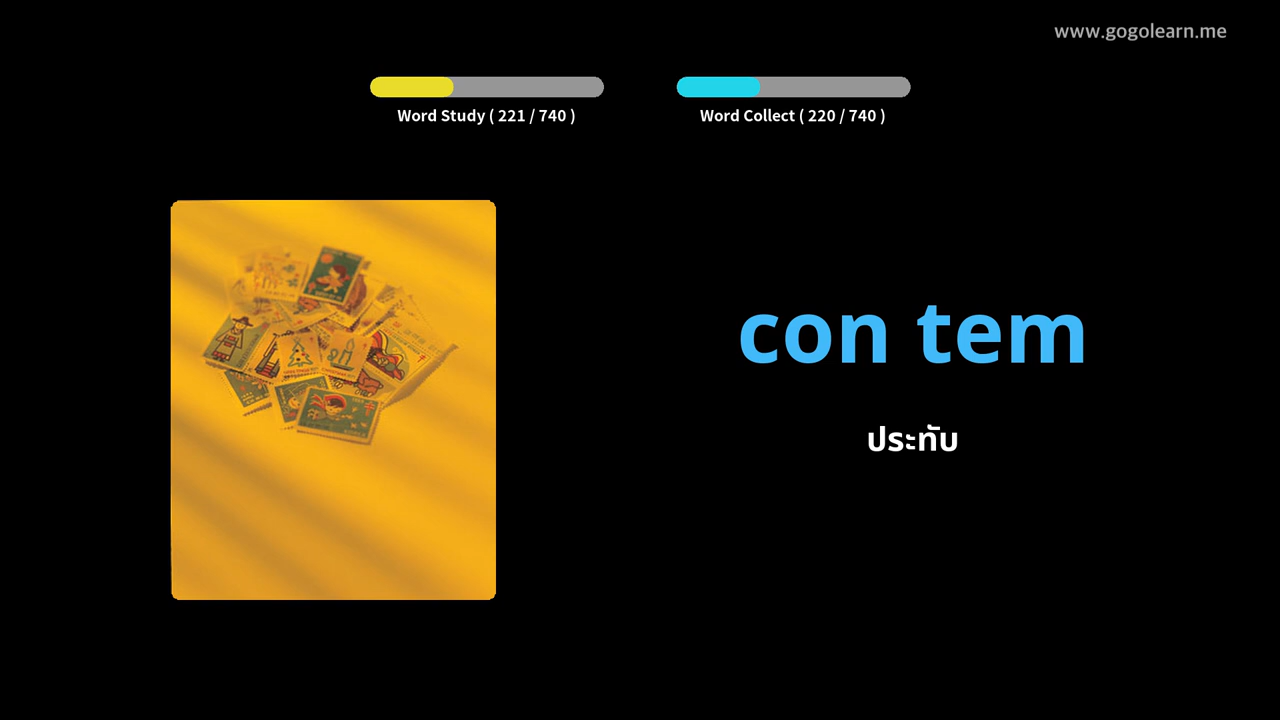 www.gogolearn.me
Word Study ( 221 / 740 )
Word Collect ( 220 / 740 )
con tem
ประทับ